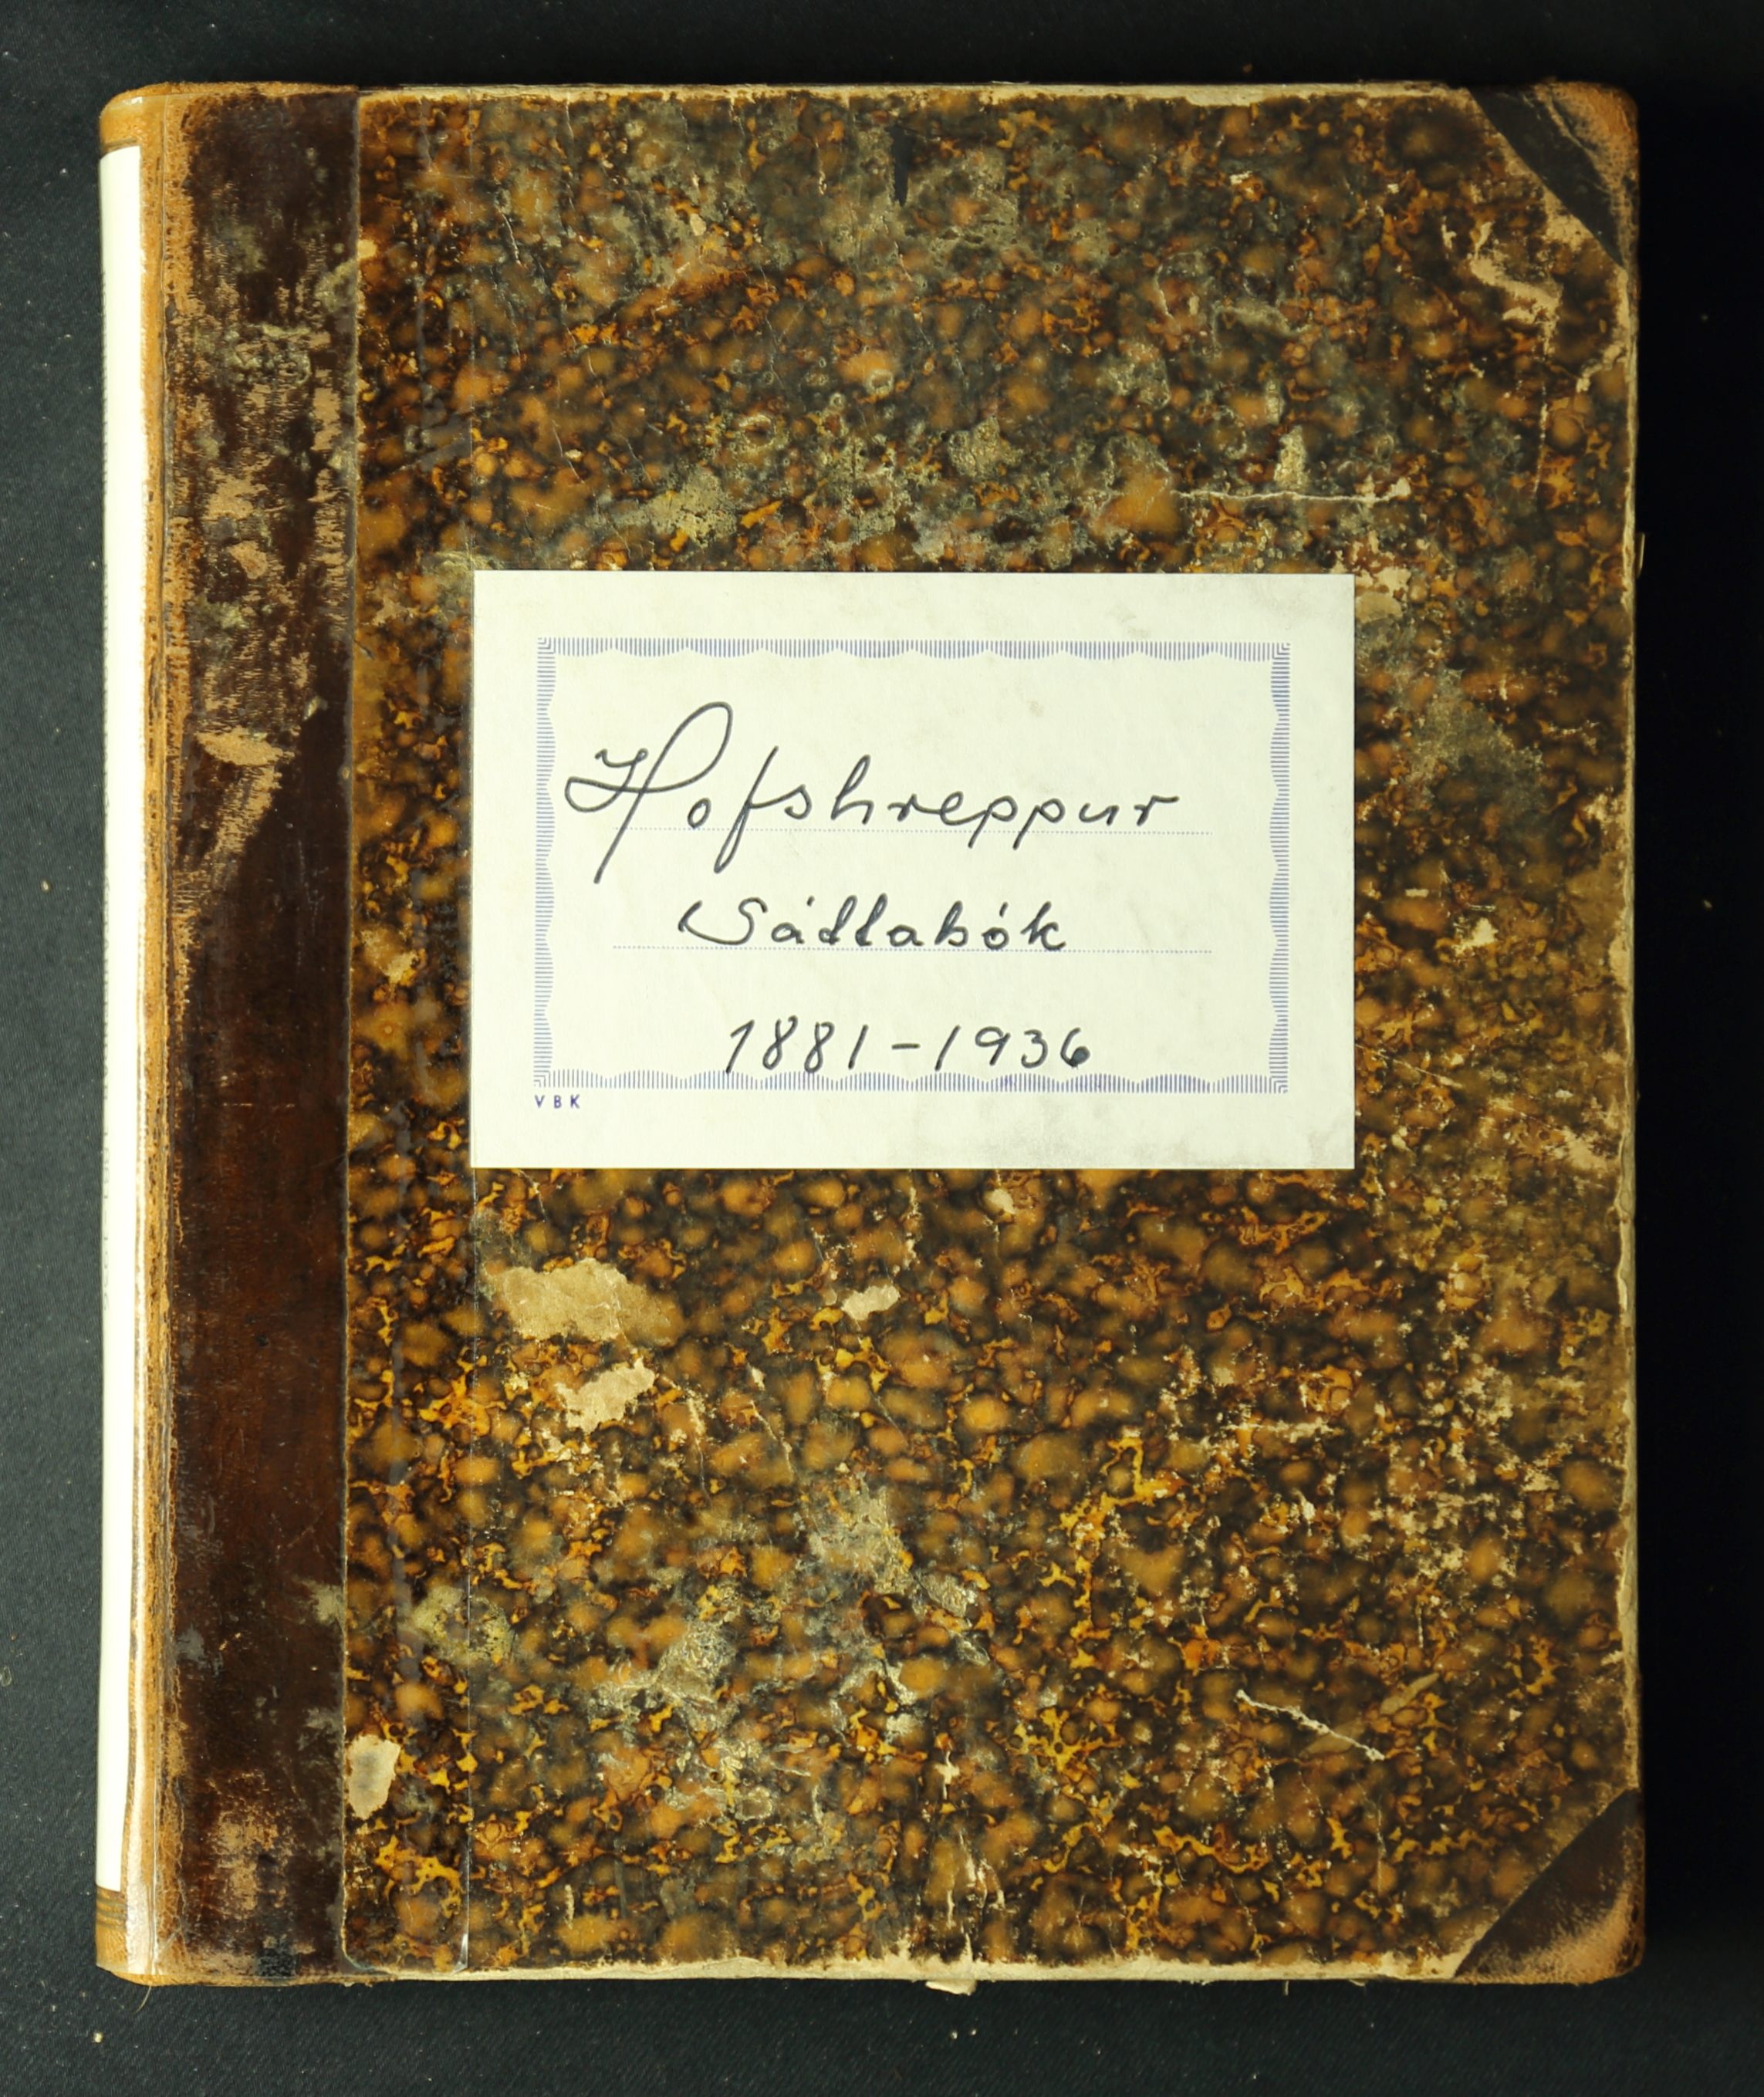 Hofshreppur
Sáttabók
1881-1936
VBK